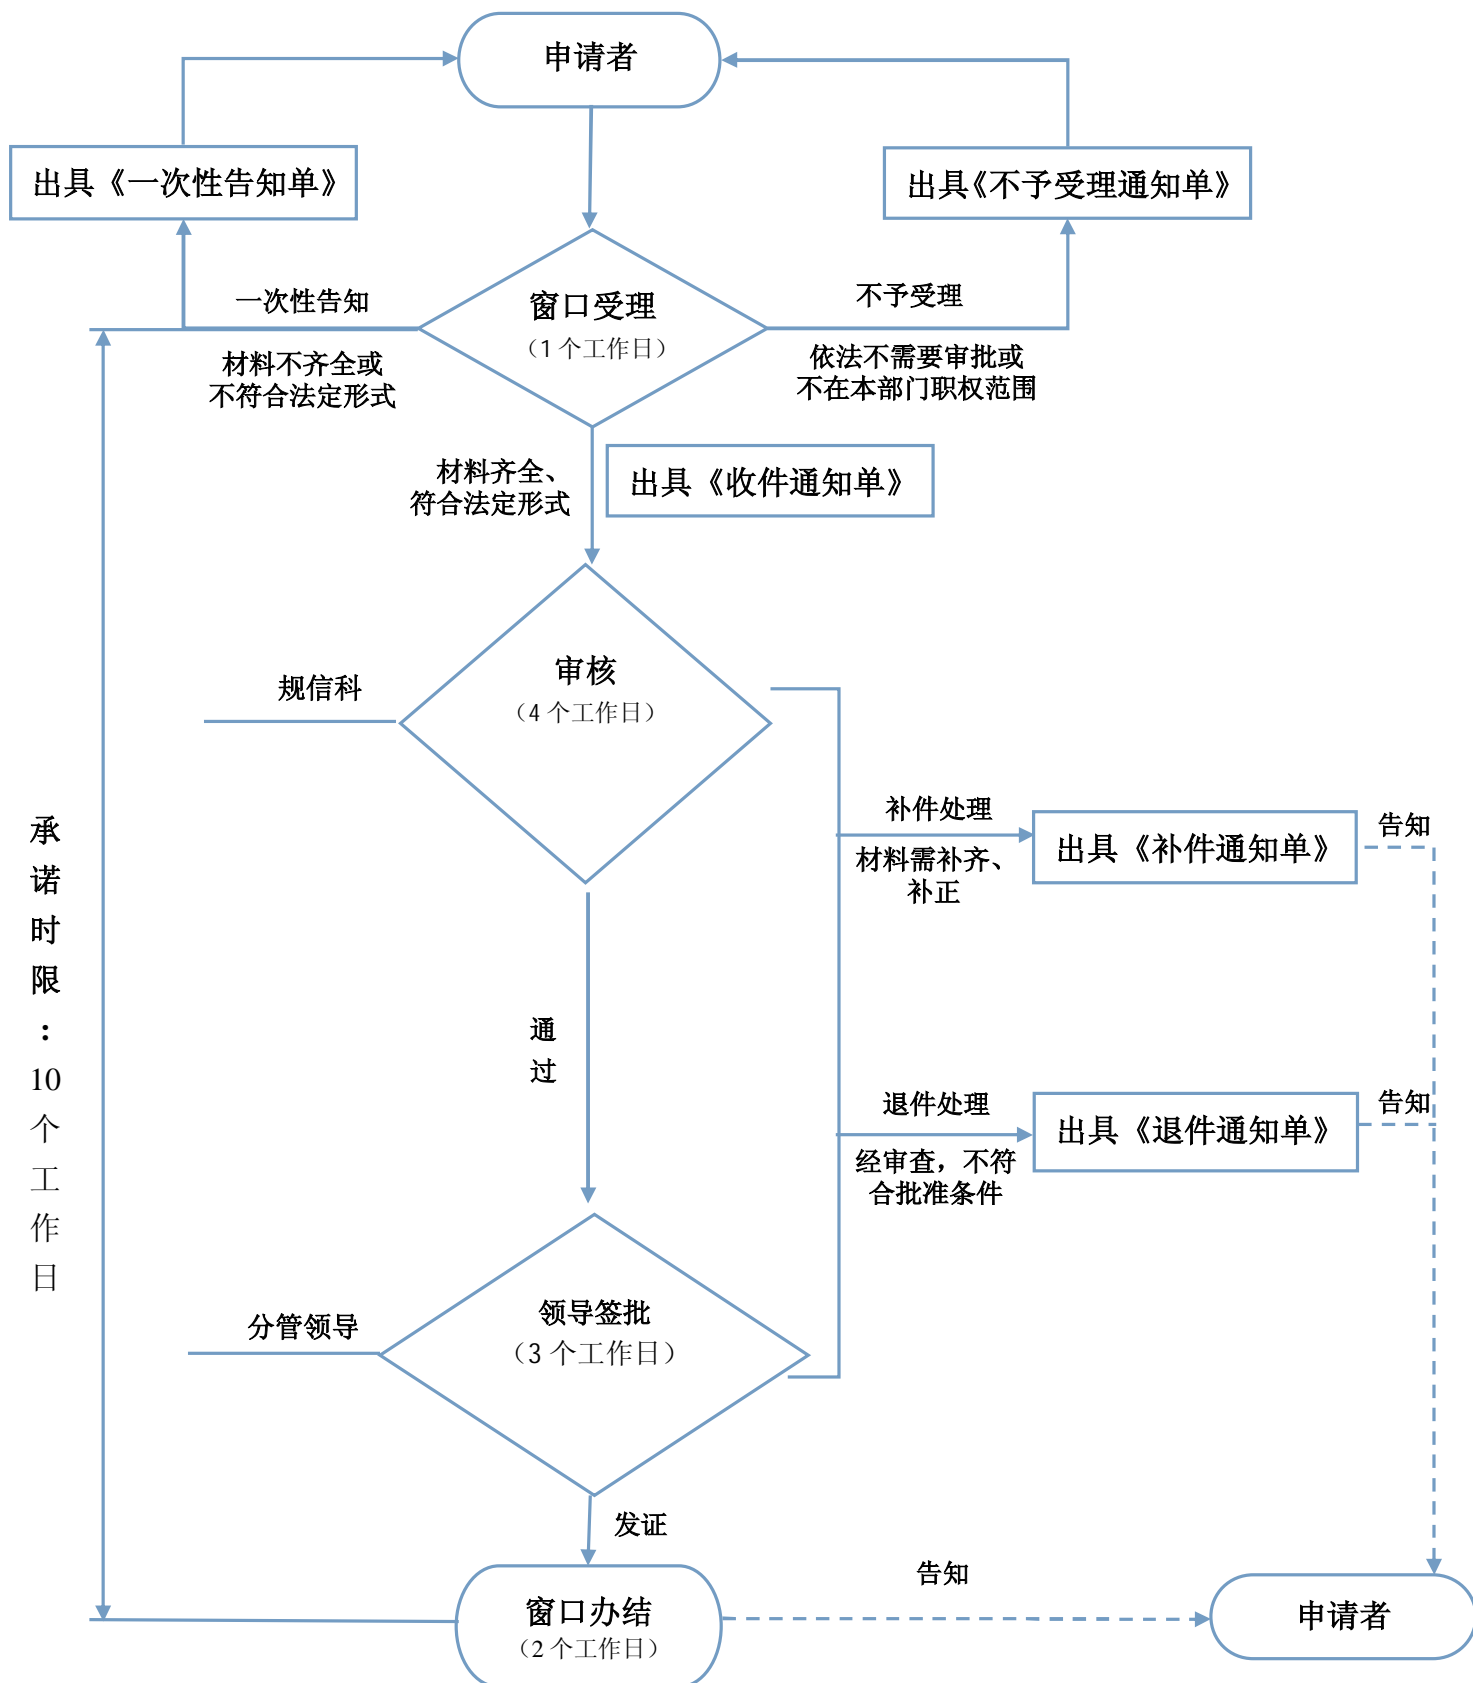 申请者
出具《一次性告知单》
出具《不予受理通知单》
一次性告知
材料不齐全或
不符合法定形式
窗口受理
（1 个工作日）
不予受理
依法不需要审批或
不在本部门职权范围
材料齐全、
符合法定形式
出具《收件通知单》
规信科
审核
（4 个工作日）
补件处理
材料需补齐、
补正
出具《补件通知单》
告知
承
诺
时
限
：
10
个
工
作
日
通
过
退件处理
经审查，不符
合批准条件
出具《退件通知单》
告知
分管领导
领导签批
（3 个工作日）
发证
窗口办结
（2 个工作日）
告知
申请者